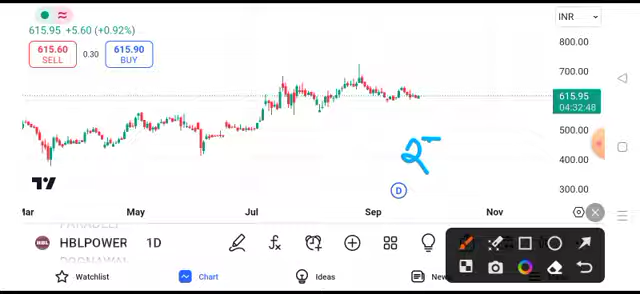 615.95 +5.60 (+0.92%)
INR
615.60
SELL
0.30
615.90
BUY
800.00
700.00
615.95
04:32:48
500.00
400.00
300.00
D
Mar
May
Jul
Sep
Nov
HBL
HBLPOWER
1D
Watchlist
Chart
Ideas
News